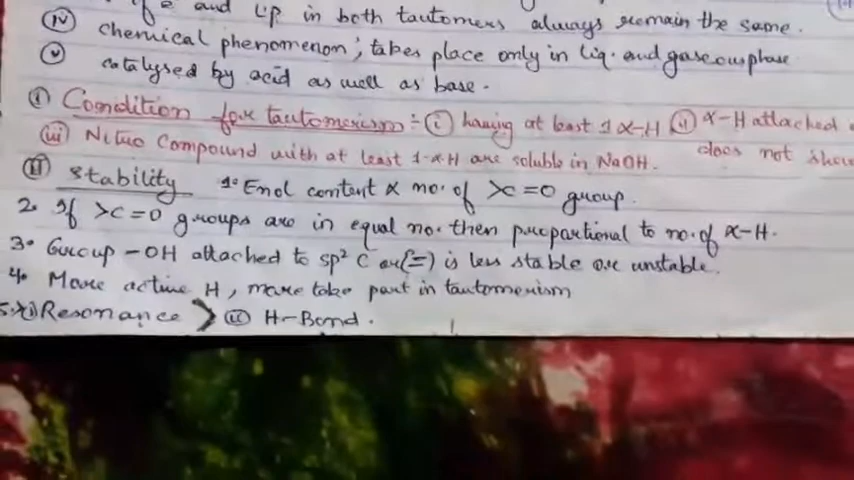 of e and l.p in both tautomers always remain the same.
(iv) chemical phenomenon; takes place only in liq. and gaseous phase
(v) catalysed by acid as well as base.
(I) Condition for tautomerism :- (i) having at least 1 α-H (ii) α-H attached
(iii) Nitro Compound with at least 1-α-H are soluble in NaOH. does not show
(II) Stability 1. Enol content α no. of >C=O group.
2. If >C=O groups are in equal no. then proportional to no. of α-H.
3. Group -OH attached to sp² C or(=) is less stable or unstable.
4. More active H, more take part in tautomerism
5. (i) Resonance > (ii) H-Bond.